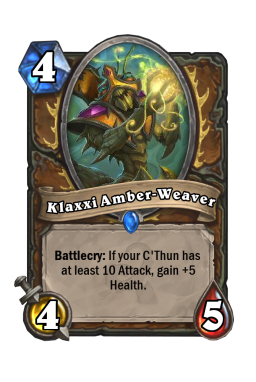 4
Klaxxi Amber-Weaver
Battlecry: If your C'Thun has
at least 10 Attack, gain +5
Health.
4
5